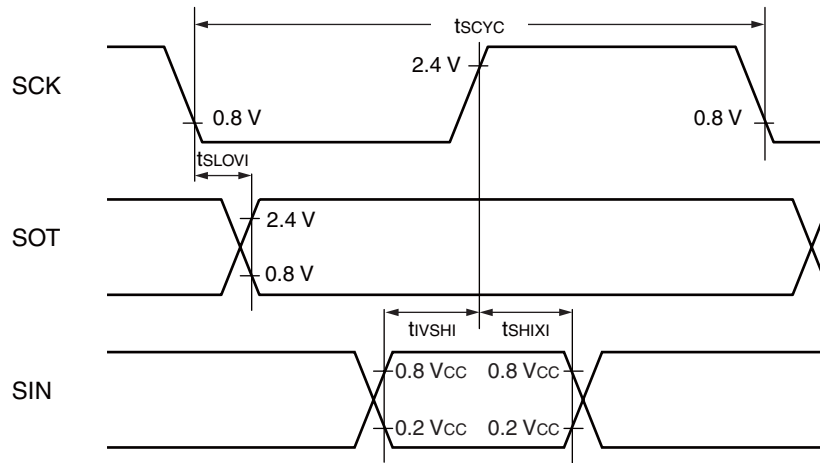 tSCYC
SCK
2.4 V
0.8 V
0.8 V
tSLOVI
SOT
2.4 V
0.8 V
tIVSHI
tSHIXI
SIN
0.8 VCC
0.8 VCC
0.2 VCC
0.2 VCC